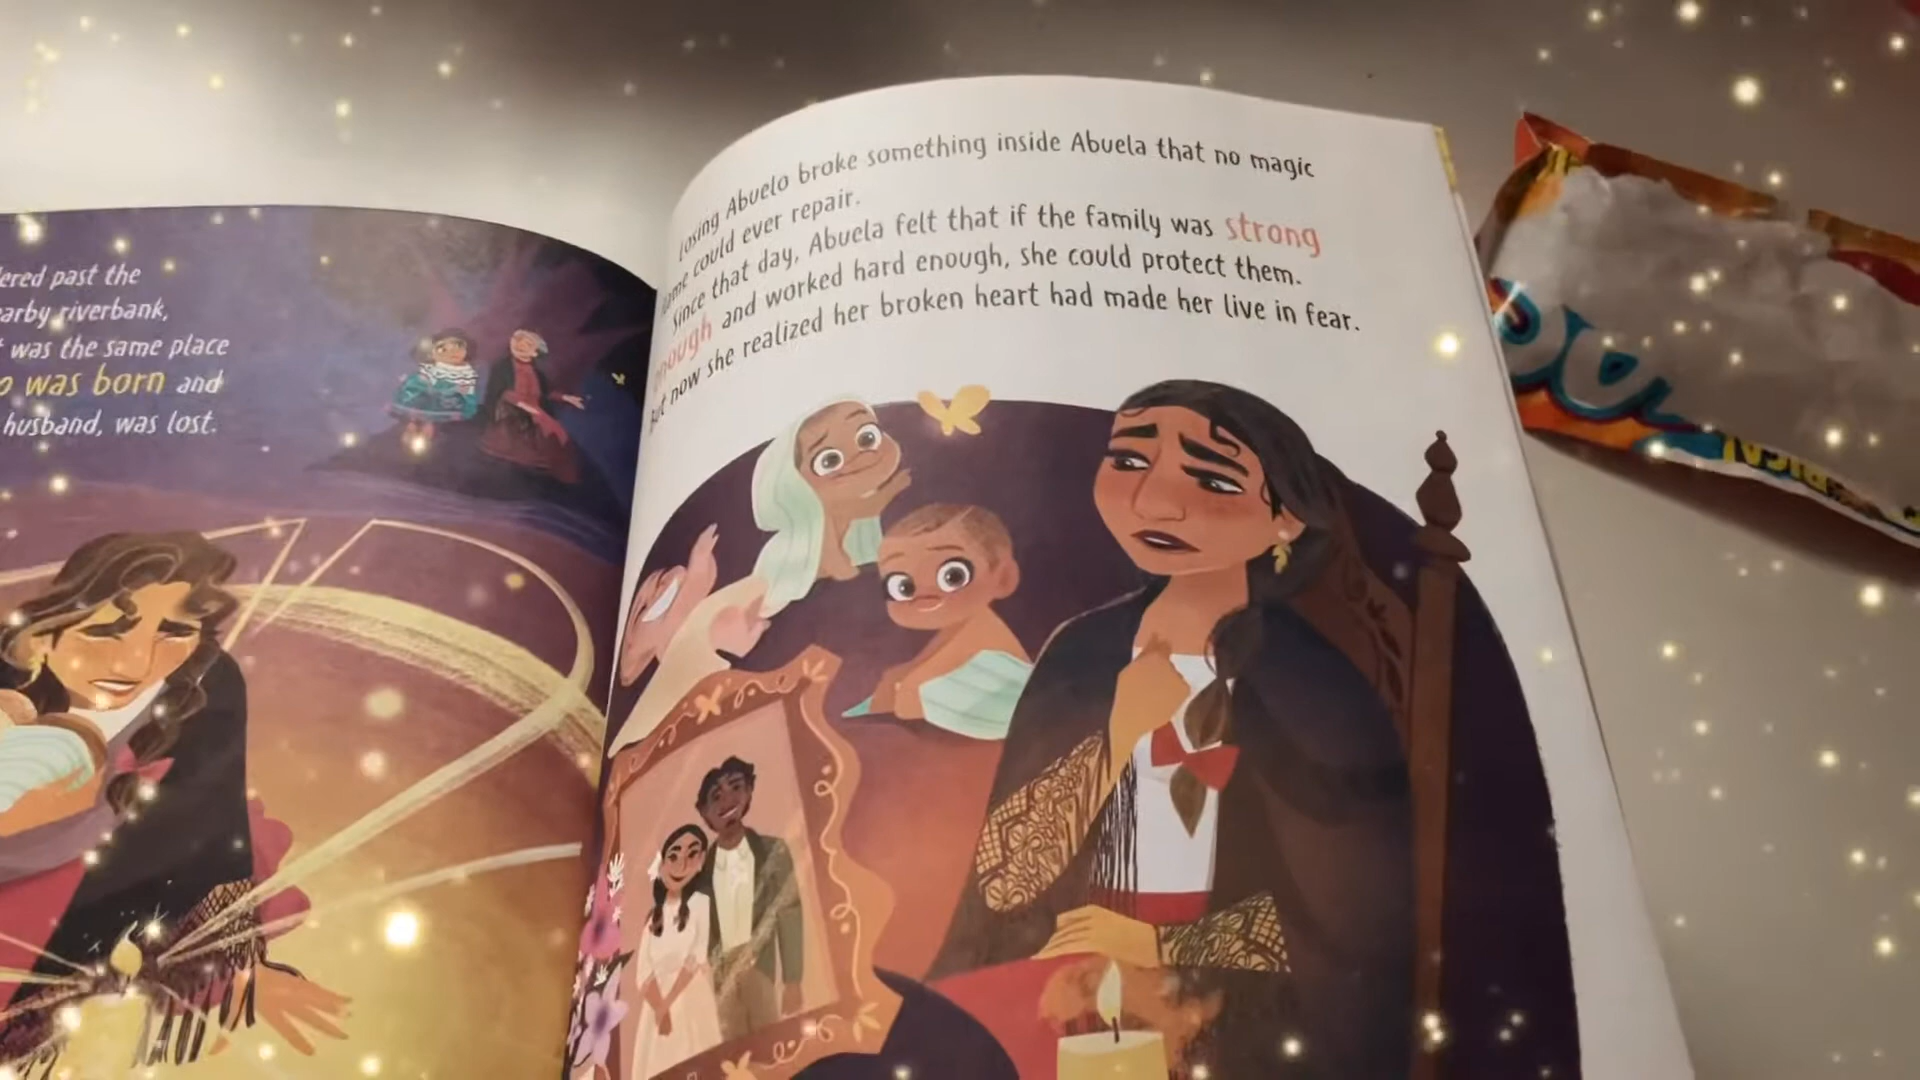 ered past the
arby riverbank,
was the same place
o was born and
husband, was lost.
Losing Abuelo broke something inside Abuela that no magic
flame could ever repair.
Since that day, Abuela felt that if the family was strong
enough and worked hard enough, she could protect them.
But now she realized her broken heart had made her live in fear.